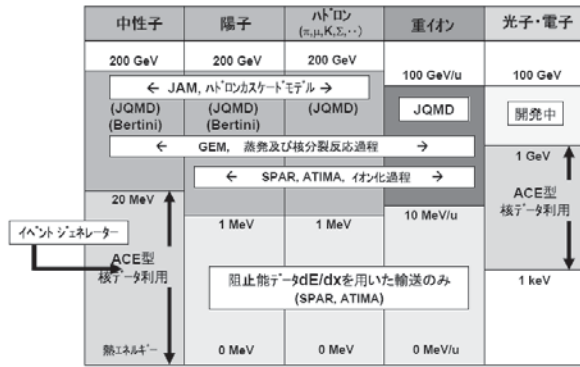 中性子 陽子 ﾊﾄﾞﾛﾝ 重イオン 光子・電子
(π,μ,K,Σ,‥)
200 GeV 200 GeV 200 GeV 100 GeV/u 100 GeV
← JAM, ﾊﾄﾞﾛﾝｶｽｹｰﾄﾞﾓﾃﾞﾙ →
(JQMD) (JQMD) (JQMD) JQMD 開発中
(Bertini) (Bertini)
← GEM, 蒸発及び核分裂反応過程 →
1 GeV
← SPAR, ATIMA, ｲｵﾝ化過程 →
ACE型
核データ利用
20 MeV
1 MeV 1 MeV 10 MeV/u
ｲﾍﾞﾝﾄ ｼﾞｪﾈﾚｰﾀｰ
ACE型
核データ利用
阻止能ﾃﾞｰﾀdE/dxを用いた輸送のみ
(SPAR, ATIMA)
1 keV
熱ｴﾈﾙｷﾞｰ 0 MeV 0 MeV 0 MeV/u